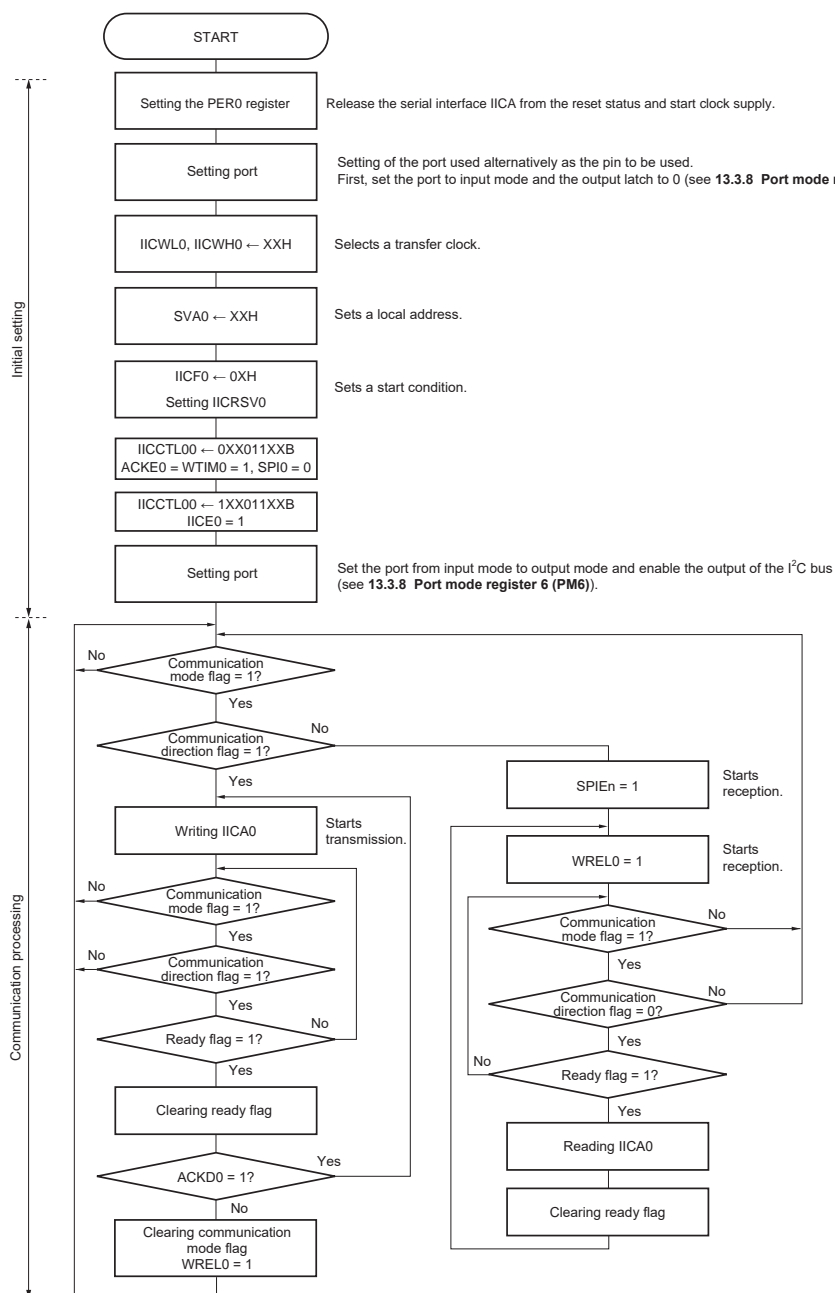 START
Setting the PER0 register
Release the serial interface IICA from the reset status and start clock supply.
Setting port
Setting of the port used alternatively as the pin to be used.
First, set the port to input mode and the output latch to 0 (see 13.3.8 Port mode
IICWL0, IICWH0 ← XXH
Selects a transfer clock.
SVA0 ← XXH
Sets a local address.
Initial setting
IICF0 ← 0XH
Setting IICRSV0
Sets a start condition.
IICCTL00 ← 0XX011XXB
ACKE0 = WTIM0 = 1, SPI0 = 0
IICCTL00 ← 1XX011XXB
IICE0 = 1
Setting port
Set the port from input mode to output mode and enable the output of the I²C bus
(see 13.3.8 Port mode register 6 (PM6)).
Communication processing
No
Communication
mode flag = 1?
Yes
No
Communication
direction flag = 1?
Yes
Writing IICA0
Starts
transmission.
No
Communication
mode flag = 1?
Yes
No
Communication
direction flag = 1?
Yes
No
Ready flag = 1?
Yes
Clearing ready flag
Yes
ACKD0 = 1?
No
Clearing communication
mode flag
WREL0 = 1
SPIEn = 1
Starts
reception.
WREL0 = 1
Starts
reception.
Communication
mode flag = 1?
No
Yes
Communication
direction flag = 0?
No
Yes
No
Ready flag = 1?
Yes
Reading IICA0
Clearing ready flag